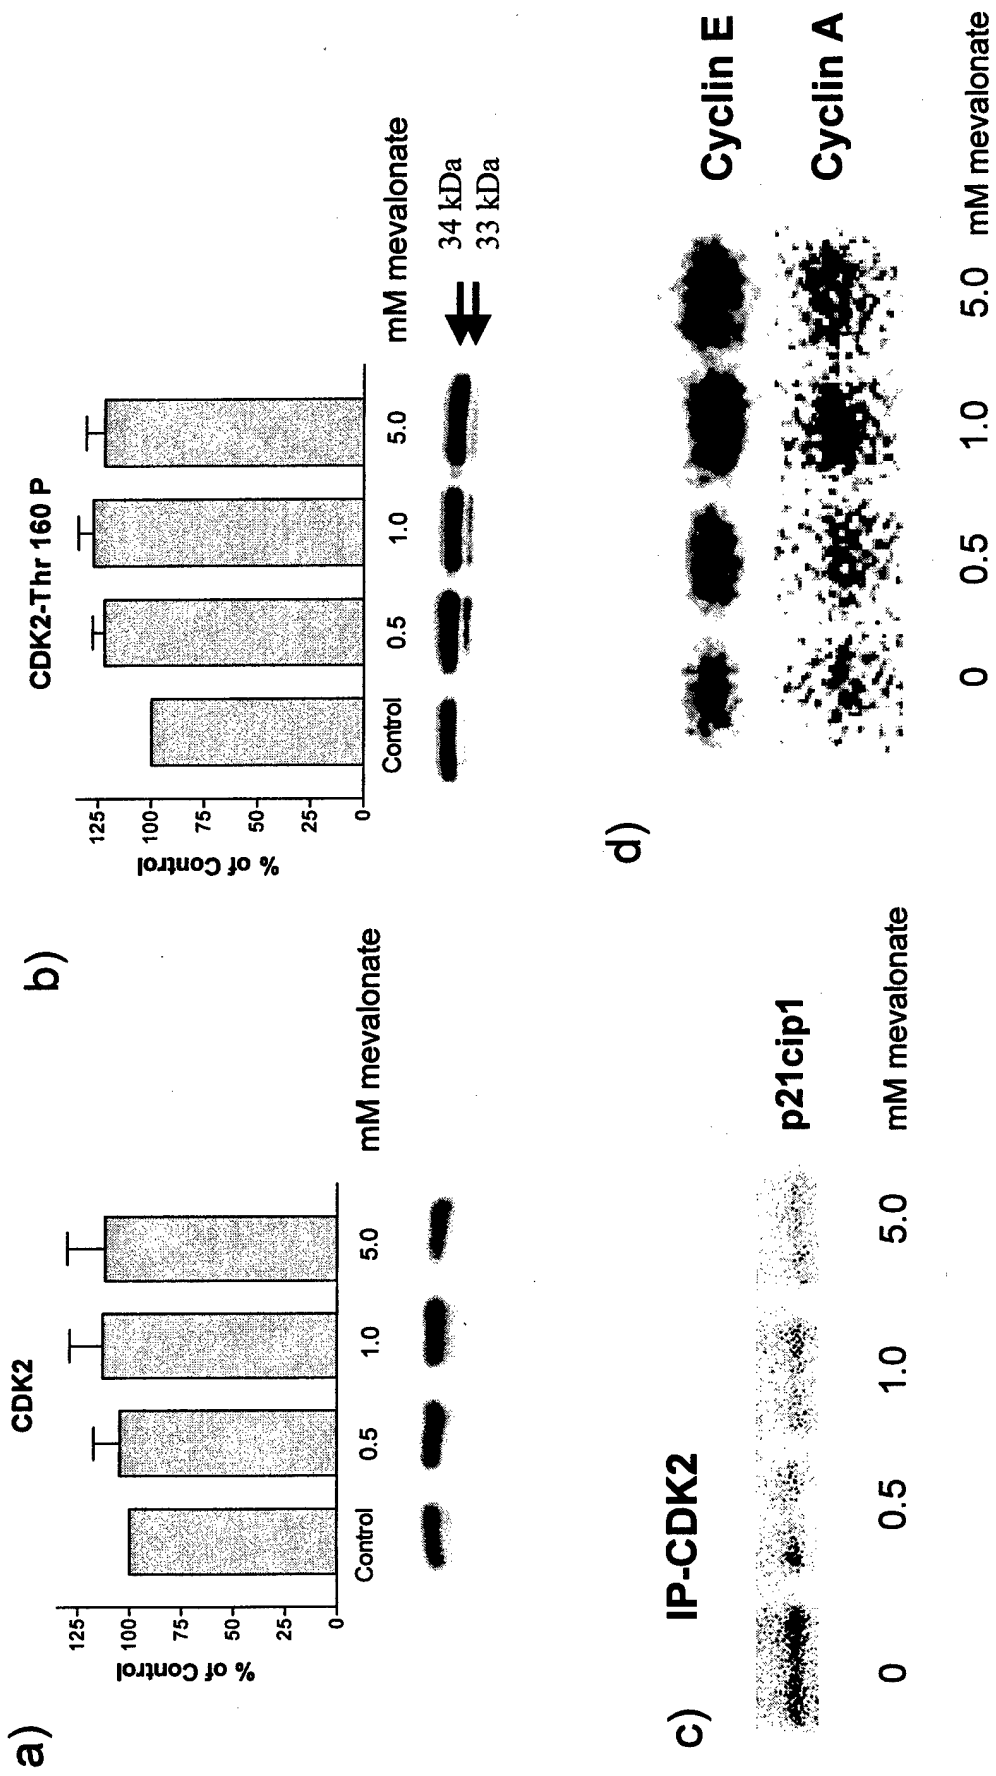 a)
CDK2
% of Control
125
100
75
50
25
0
Control 0.5 1.0 5.0 mM mevalonate
b)
CDK2-Thr 160 P
% of Control
125
100
75
50
25
0
Control 0.5 1.0 5.0 mM mevalonate
34 kDa
33 kDa
c)
IP-CDK2
p21cip1
0 0.5 1.0 5.0 mM mevalonate
d)
Cyclin E
Cyclin A
0 0.5 1.0 5.0 mM mevalonate